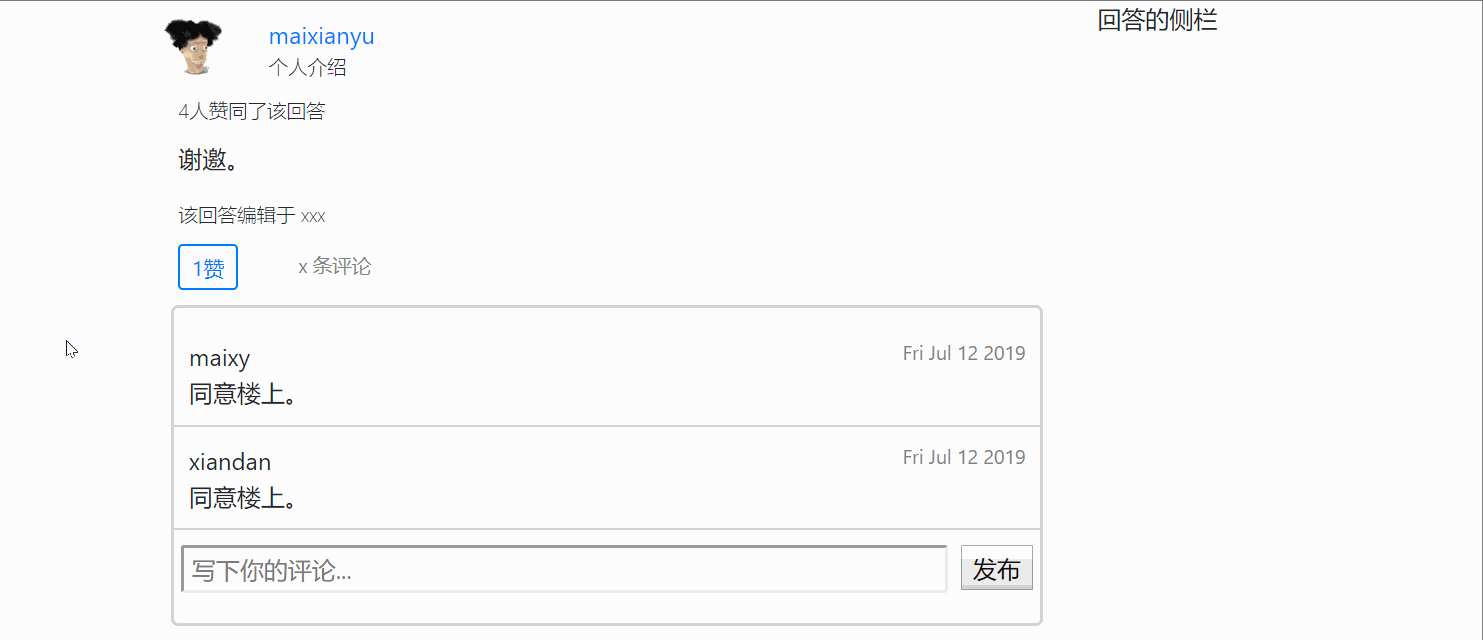 maixianyu
个人介绍
回答的侧栏
4人赞同了该回答
谢邀。
该回答编辑于 xxx
1赞
x 条评论
maixy
Fri Jul 12 2019
同意楼上。
xiandan
Fri Jul 12 2019
同意楼上。
写下你的评论...
发布